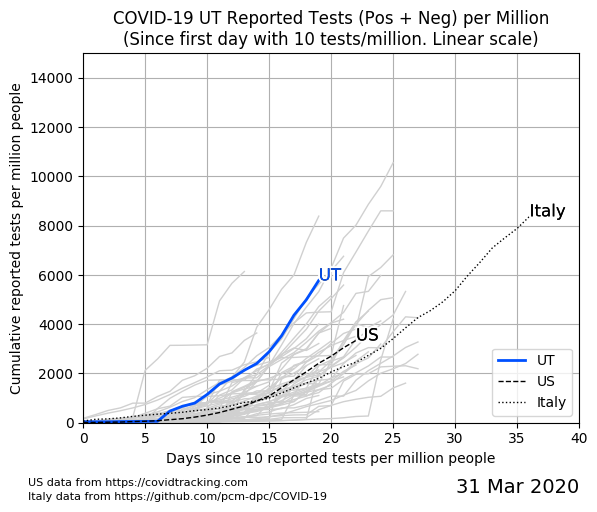 COVID-19 UT Reported Tests (Pos + Neg) per Million
(Since first day with 10 tests/million. Linear scale)
Cumulative reported tests per million people
14000
12000
10000
8000
6000
4000
2000
0
Italy
UT
US
UT
US
Italy
0 5 10 15 20 25 30 35 40
Days since 10 reported tests per million people
US data from https://covidtracking.com
Italy data from https://github.com/pcm-dpc/COVID-19
31 Mar 2020